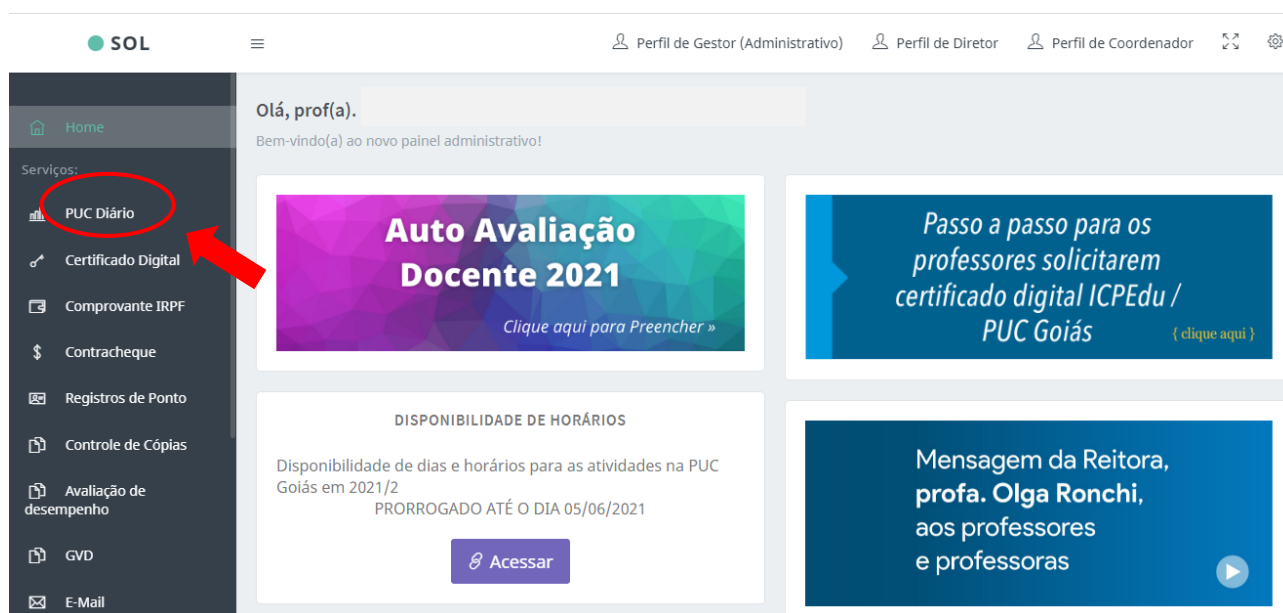 SOL
Perfil de Gestor (Administrativo)
Perfil de Diretor
Perfil de Coordenador
Home
Serviços:
PUC Diário
Certificado Digital
Comprovante IRPF
Contracheque
Registros de Ponto
Controle de Cópias
Avaliação de
desempenho
GVD
E-Mail
Olá, prof(a).
Bem-vindo(a) ao novo painel administrativo!
Auto Avaliação
Docente 2021
Clique aqui para Preencher »
Passo a passo para os
professores solicitarem
certificado digital ICPEdu /
PUC Goiás
{ clique aqui }
DISPONIBILIDADE DE HORÁRIOS
Disponibilidade de dias e horários para as atividades na PUC
Goiás em 2021/2
PRORROGADO ATÉ O DIA 05/06/2021
Acessar
Mensagem da Reitora,
profa. Olga Ronchi,
aos professores
e professoras